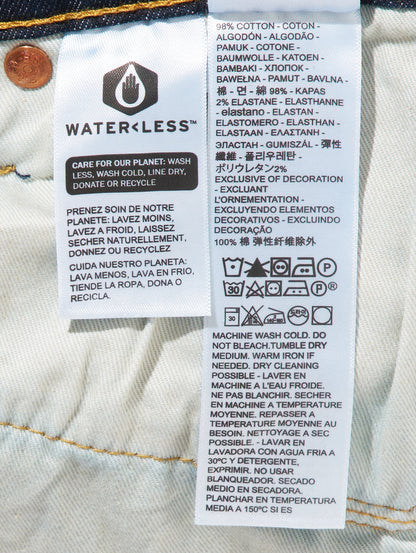 WATER<LESS™
CARE FOR OUR PLANET: WASH
LESS, WASH COLD, LINE DRY,
DONATE OR RECYCLE
PRENEZ SOIN DE NOTRE
PLANETE: LAVEZ MOINS,
LAVEZ A FROID, LAISSEZ
SECHER NATURELLEMENT,
DONNEZ OU RECYCLEZ
CUIDA NUESTRO PLANETA:
LAVA MENOS, LAVA EN FRIO,
TIENDE LA ROPA, DONA O
RECICLA.
98% COTTON - COTON -
ALGODÓN - ALGODÃO -
PAMUK - COTONE -
BAUMWOLLE - KATOEN -
BAMBAKI - ХЛОПОК -
BAWEŁNA - PAMUT - BAVLNA -
棉 - 면 - 綿 98% - KAPAS
2% ELASTANE - ELASTHANNE
- elastano - ELASTAN -
ELASTOMERO - ELASTHAN -
ELASTAAN - ΕΛΑΣΤΑΝΗ -
ЭЛАСТАН - GUMISZÁL - 彈性
纖維 - 폴리우레탄 -
ポリウレタン2%
EXCLUSIVE OF DECORATION
- EXCLUANT
L'ORNEMENTATION -
EXCLUYENDO ELEMENTOS
DECORATIVOS - EXCLUINDO
DECORAÇÃO
100% 棉 彈性纤维除外
P
30 P
30
MACHINE WASH COLD. DO
NOT BLEACH.TUMBLE DRY
MEDIUM. WARM IRON IF
NEEDED. DRY CLEANING
POSSIBLE - LAVER EN
MACHINE A L'EAU FROIDE.
NE PAS BLANCHIR. SECHER
EN MACHINE A TEMPERATURE
MOYENNE. REPASSER A
TEMPERATURE MOYENNE AU
BESOIN. NETTOYAGE A SEC
POSSIBLE. - LAVAR EN
LAVADORA CON AGUA FRIA A
30ºC Y DETERGENTE,
EXPRIMIR. NO USAR
BLANQUEADOR. SECADO
MEDIO EN SECADORA.
PLANCHAR EN TEMPERATURA
MEDIA A 150ºC SI ES